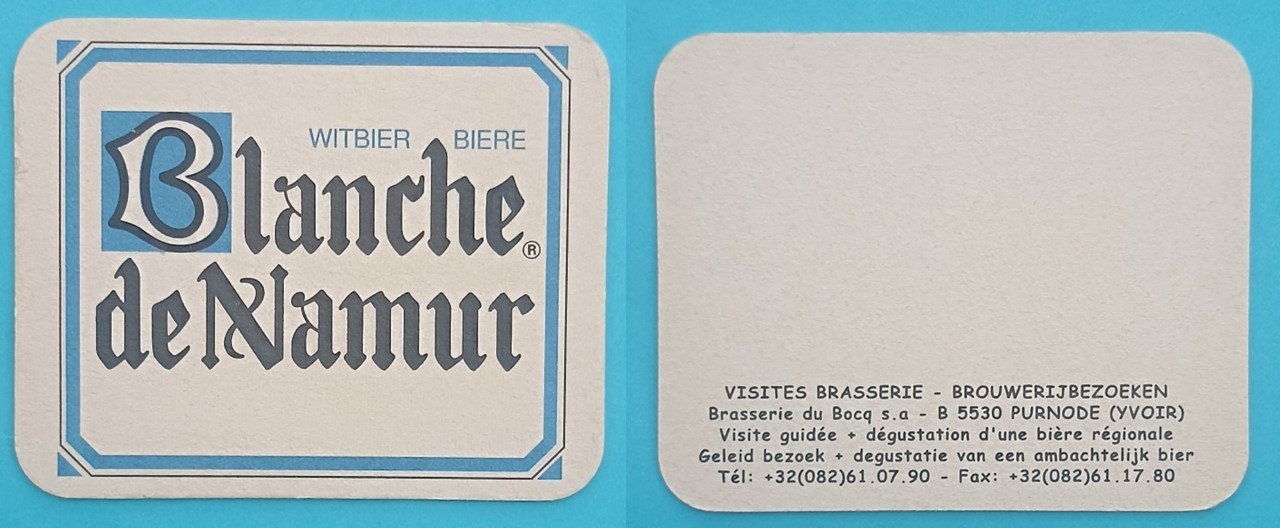 WITBIER BIERE
Blanche®
de Namur
VISITES BRASSERIE - BROUWERIJBEZOEKEN
Brasserie du Bocq s.a - B 5530 PURNODE (YVOIR)
Visite guidée + dégustation d'une bière régionale
Geleid bezoek + degustatie van een ambachtelijk bier
Tél: +32(082)61.07.90 - Fax: +32(082)61.17.80